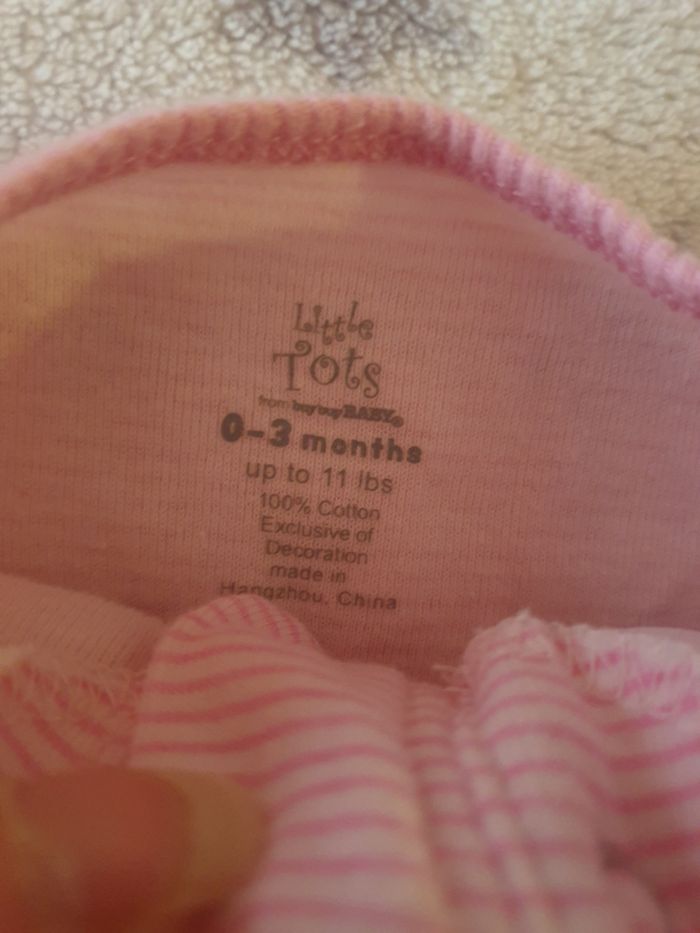 Little
Tots
from buybuy BABY®
0-3 months
up to 11 lbs
100% Cotton
Exclusive of
Decoration
made in
Hangzhou, China